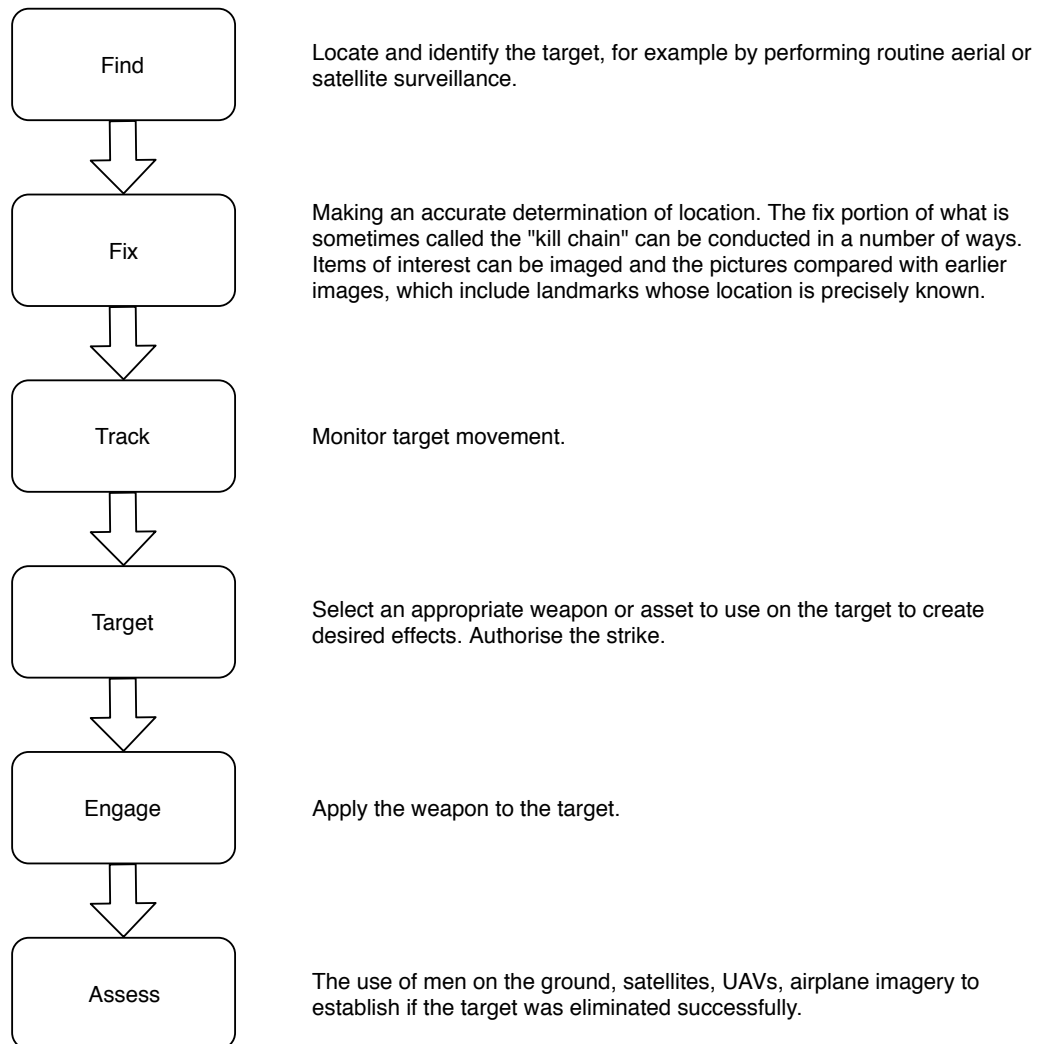 Find
Locate and identify the target, for example by performing routine aerial or
satellite surveillance.
Fix
Making an accurate determination of location. The fix portion of what is
sometimes called the "kill chain" can be conducted in a number of ways.
Items of interest can be imaged and the pictures compared with earlier
images, which include landmarks whose location is precisely known.
Track
Monitor target movement.
Target
Select an appropriate weapon or asset to use on the target to create
desired effects. Authorise the strike.
Engage
Apply the weapon to the target.
Assess
The use of men on the ground, satellites, UAVs, airplane imagery to
establish if the target was eliminated successfully.